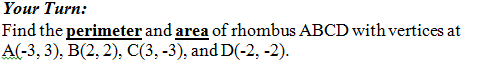 Your Turn:
Find the perimeter and area of rhombus ABCD with vertices at
A(-3, 3), B(2, 2), C(3, -3), and D(-2, -2).